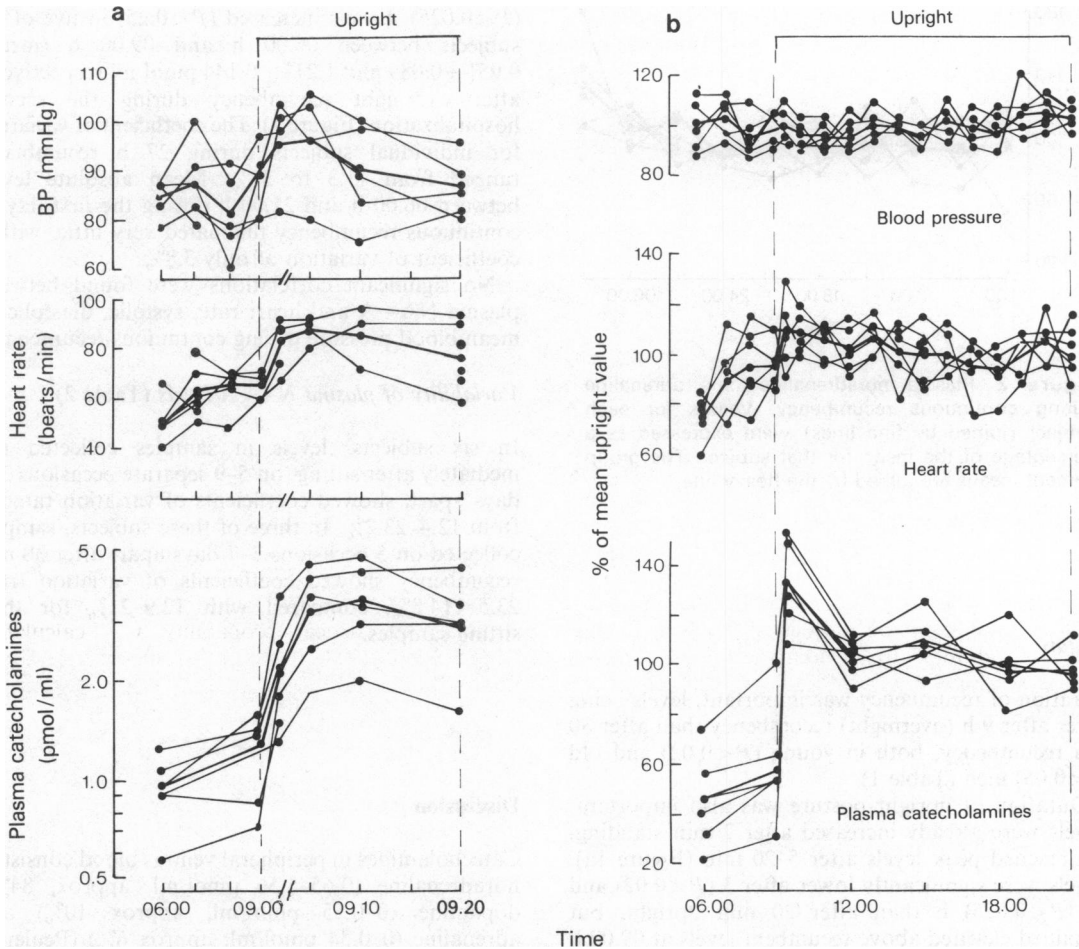 a
Upright
110
100
90
80
60
BP (mmHg)
100
80
60
40
Heart rate
(beats/min)
5.0
2.0
1.0
0.5
Plasma catecholamines
(pmol/ml)
06.00 09.00 09.10 09.20
b
Upright
120
100
80
Blood pressure
140
100
60
Heart rate
% of mean upright value
140
100
60
20
Plasma catecholamines
06.00 12.00 18.00
Time